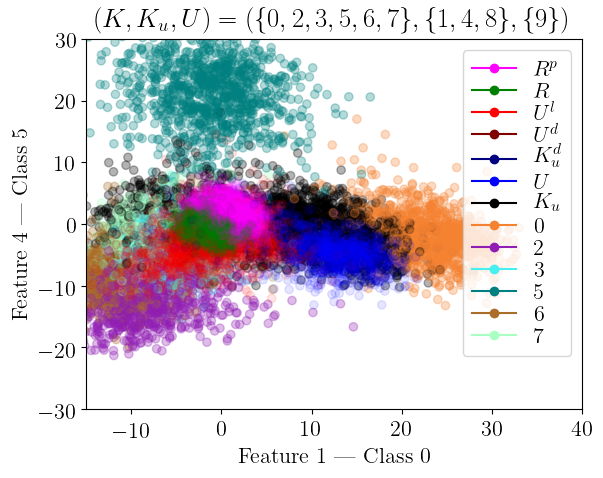 (K, K_u, U) = ({0, 2, 3, 5, 6, 7}, {1, 4, 8}, {9})
30
20
10
0
−10
−20
−30
Feature 4 — Class 5
R^p
R
U^l
U^d
K_u^d
U
K_u
0
2
3
5
6
7
−10
0
10
20
30
40
Feature 1 — Class 0